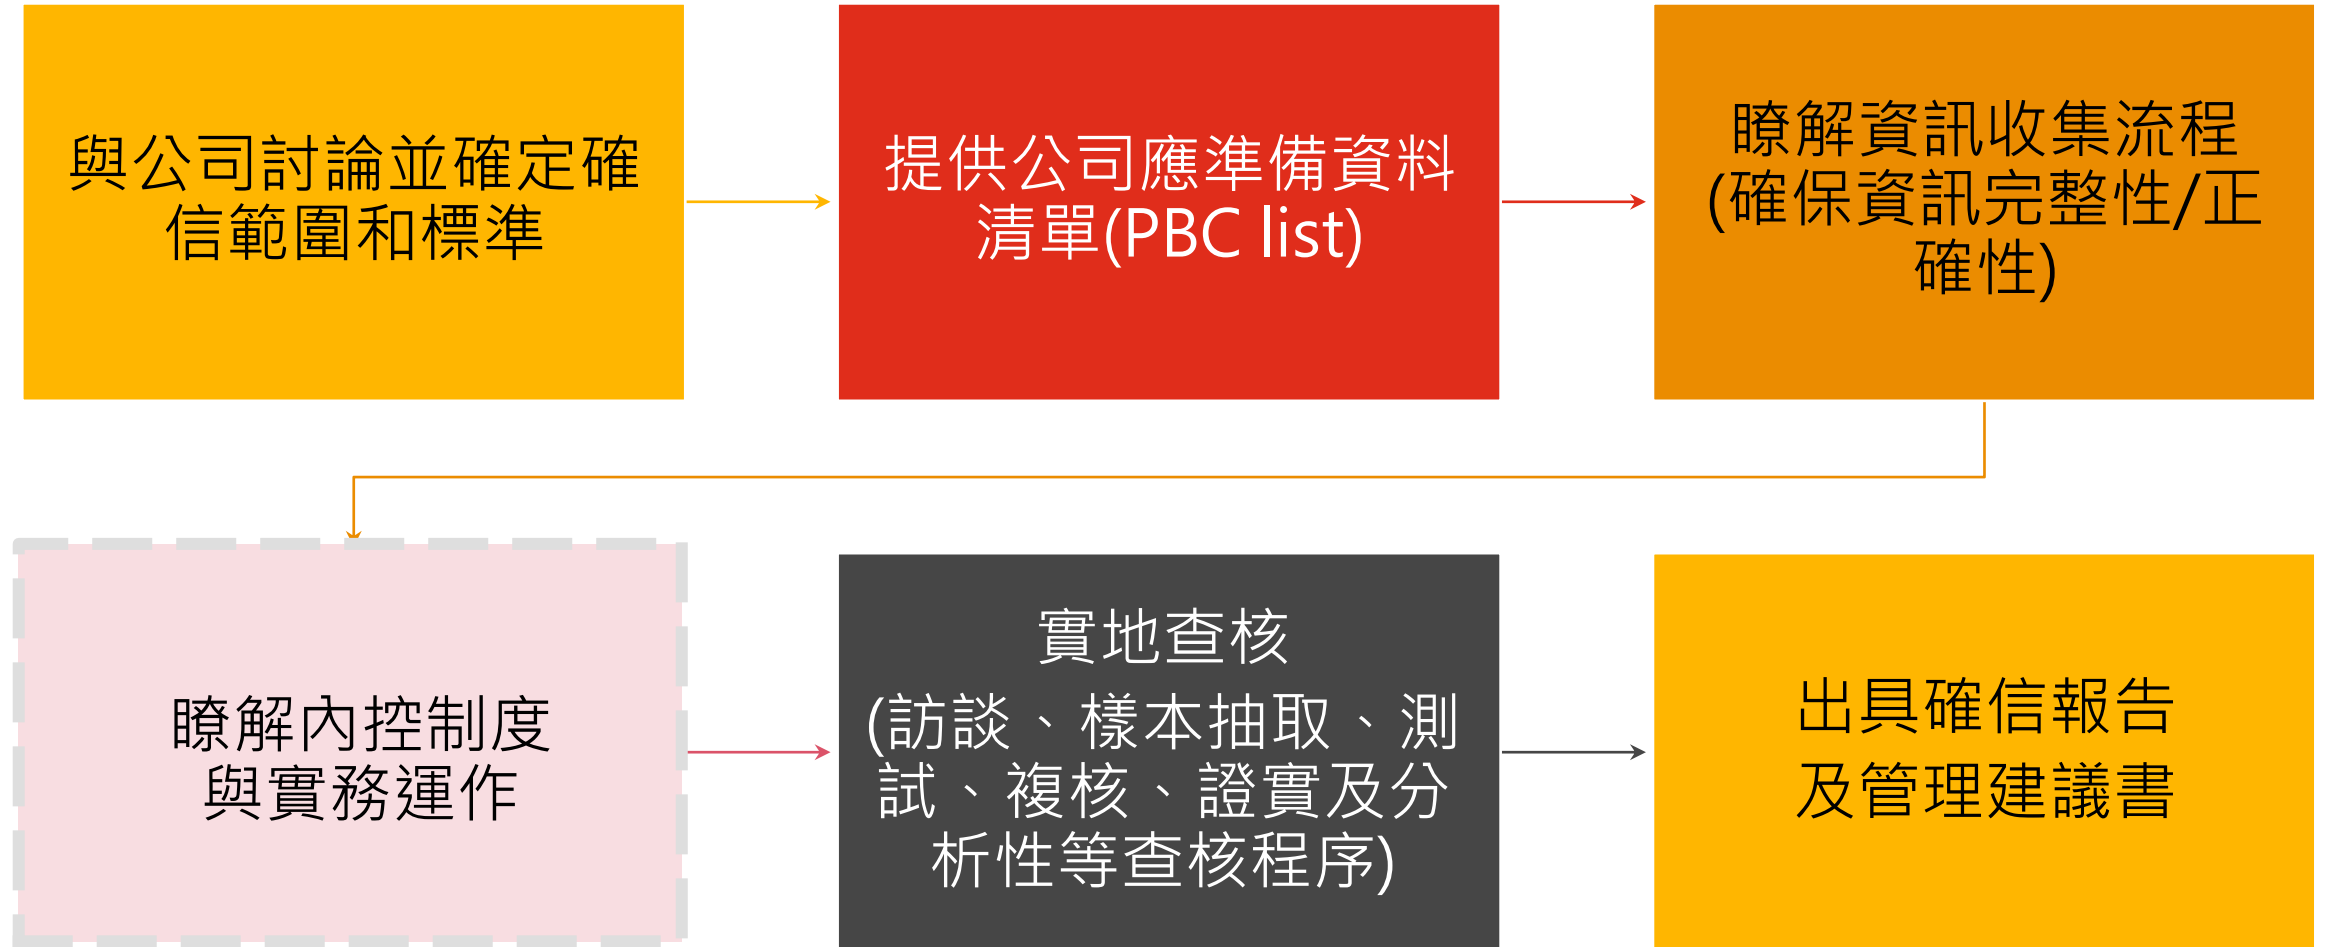 與公司討論並確定確
信範圍和標準
提供公司應準備資料
清單(PBC list)
瞭解資訊收集流程
(確保資訊完整性/正
確性)
瞭解內控制度
與實務運作
實地查核
(訪談、樣本抽取、測
試、複核、證實及分
析性等查核程序)
出具確信報告
及管理建議書